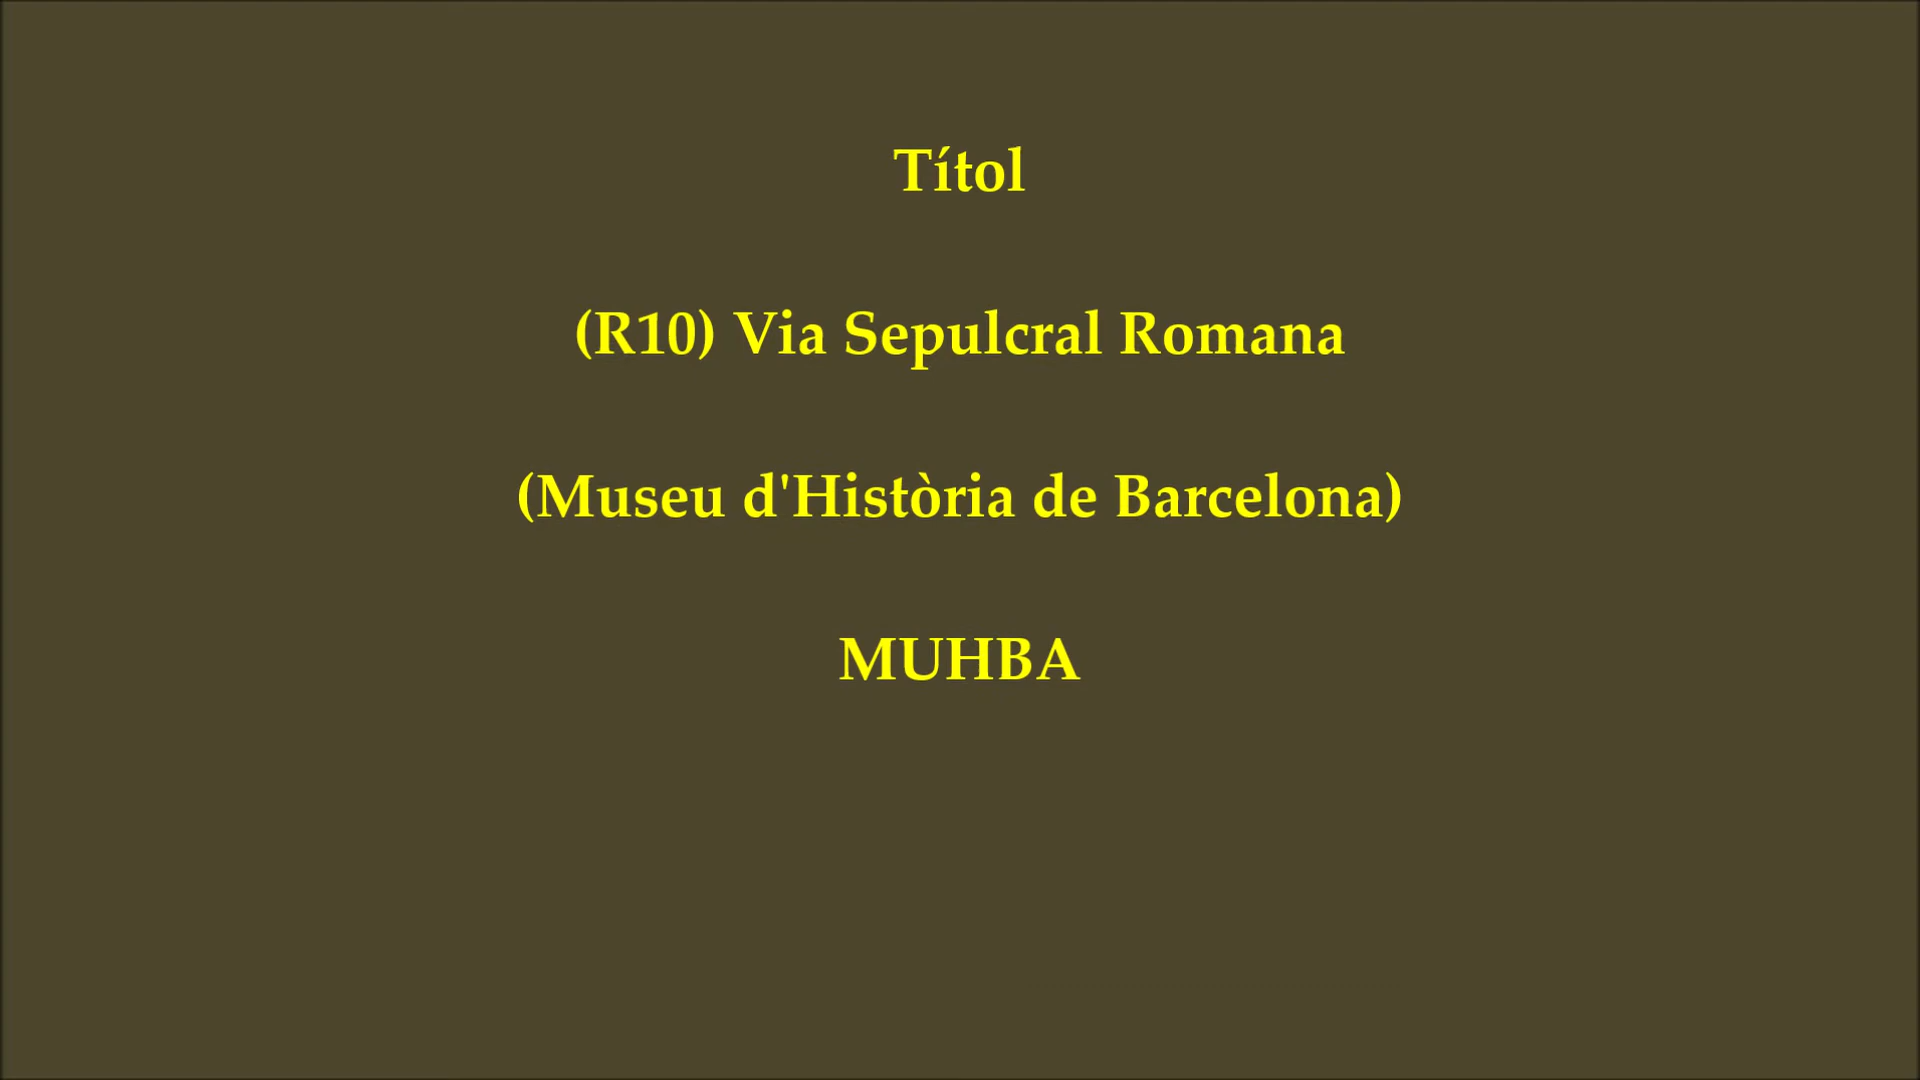 Títol
(R10) Via Sepulcral Romana
(Museu d'Història de Barcelona)
MUHBA